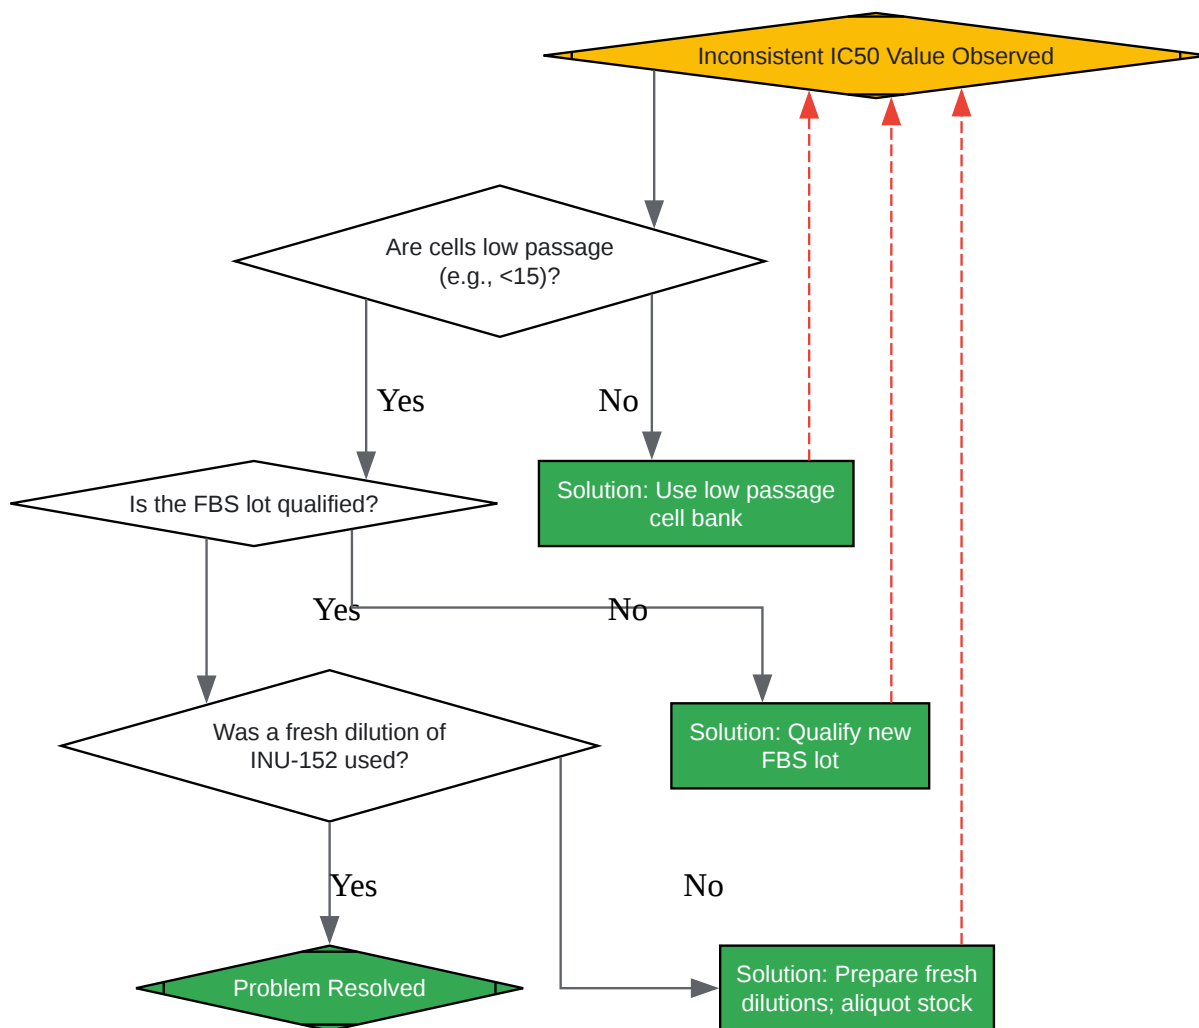 Inconsistent IC50 Value Observed
Are cells low passage
(e.g., <15)?
Yes
No
Is the FBS lot qualified?
Solution: Use low passage
cell bank
Yes
No
Was a fresh dilution of
INU-152 used?
Solution: Qualify new
FBS lot
Yes
No
Problem Resolved
Solution: Prepare fresh
dilutions; aliquot stock